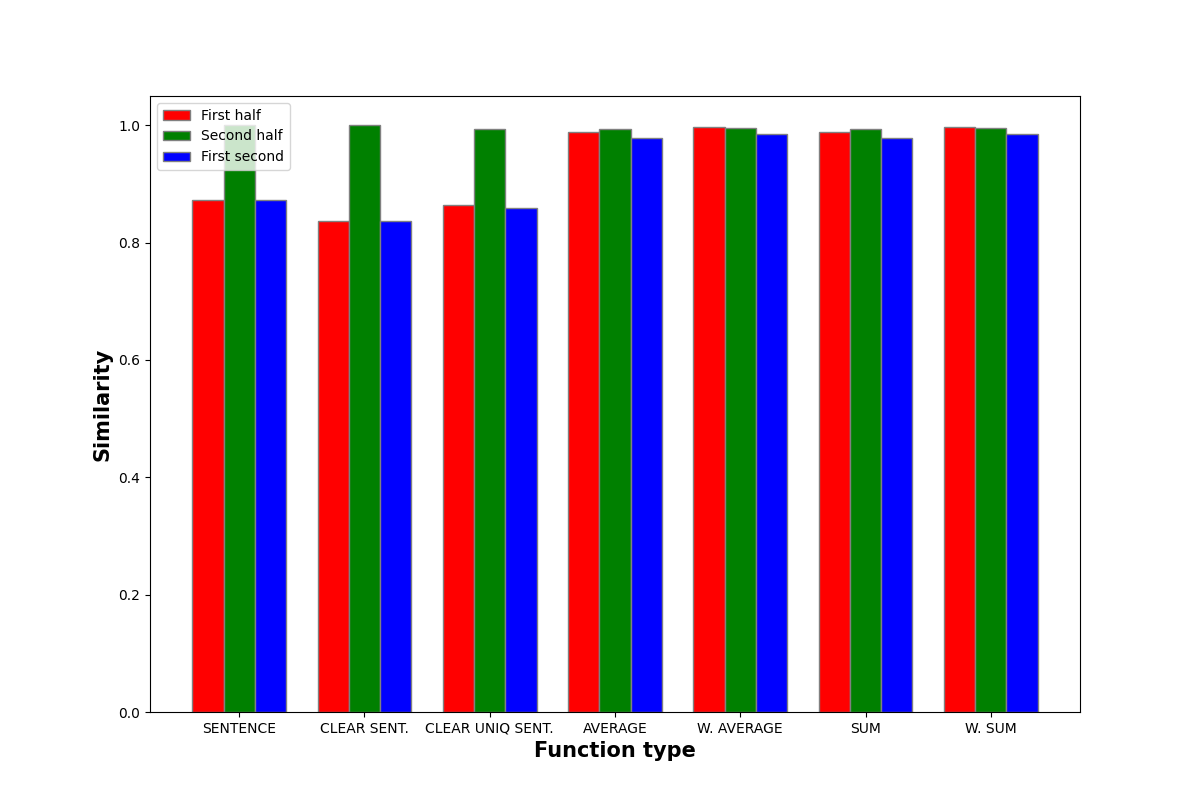 First half
Second half
First second
1.0
0.8
0.6
0.4
0.2
0.0
Similarity
SENTENCE CLEAR SENT. CLEAR UNIQ SENT. AVERAGE W. AVERAGE SUM W. SUM
Function type